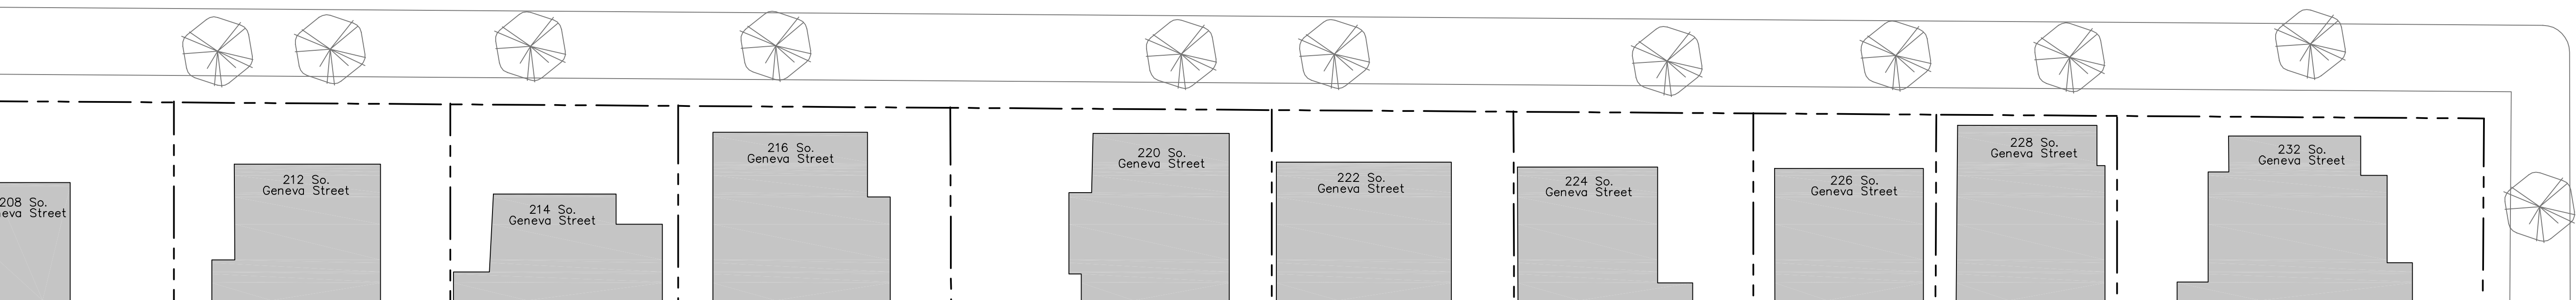 208 So.
eva Street
212 So.
Geneva Street
214 So.
Geneva Street
216 So.
Geneva Street
220 So.
Geneva Street
222 So.
Geneva Street
224 So.
Geneva Street
226 So.
Geneva Street
228 So.
Geneva Street
232 So.
Geneva Street